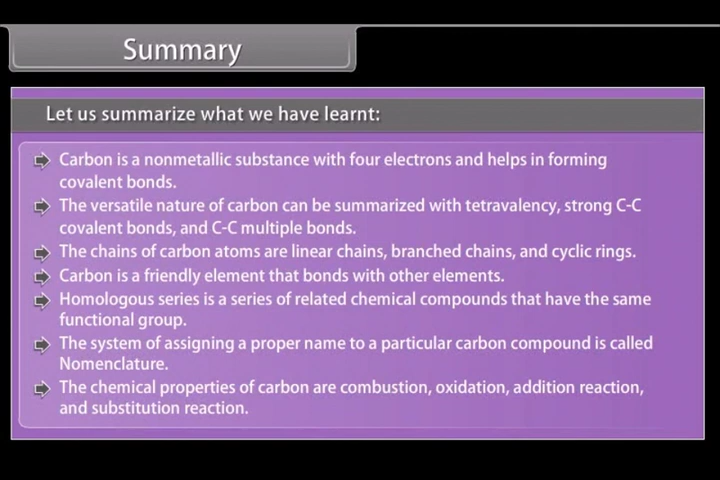 Summary
Let us summarize what we have learnt:
Carbon is a nonmetallic substance with four electrons and helps in forming
covalent bonds.
The versatile nature of carbon can be summarized with tetravalency, strong C-C
covalent bonds, and C-C multiple bonds.
The chains of carbon atoms are linear chains, branched chains, and cyclic rings.
Carbon is a friendly element that bonds with other elements.
Homologous series is a series of related chemical compounds that have the same
functional group.
The system of assigning a proper name to a particular carbon compound is called
Nomenclature.
The chemical properties of carbon are combustion, oxidation, addition reaction,
and substitution reaction.